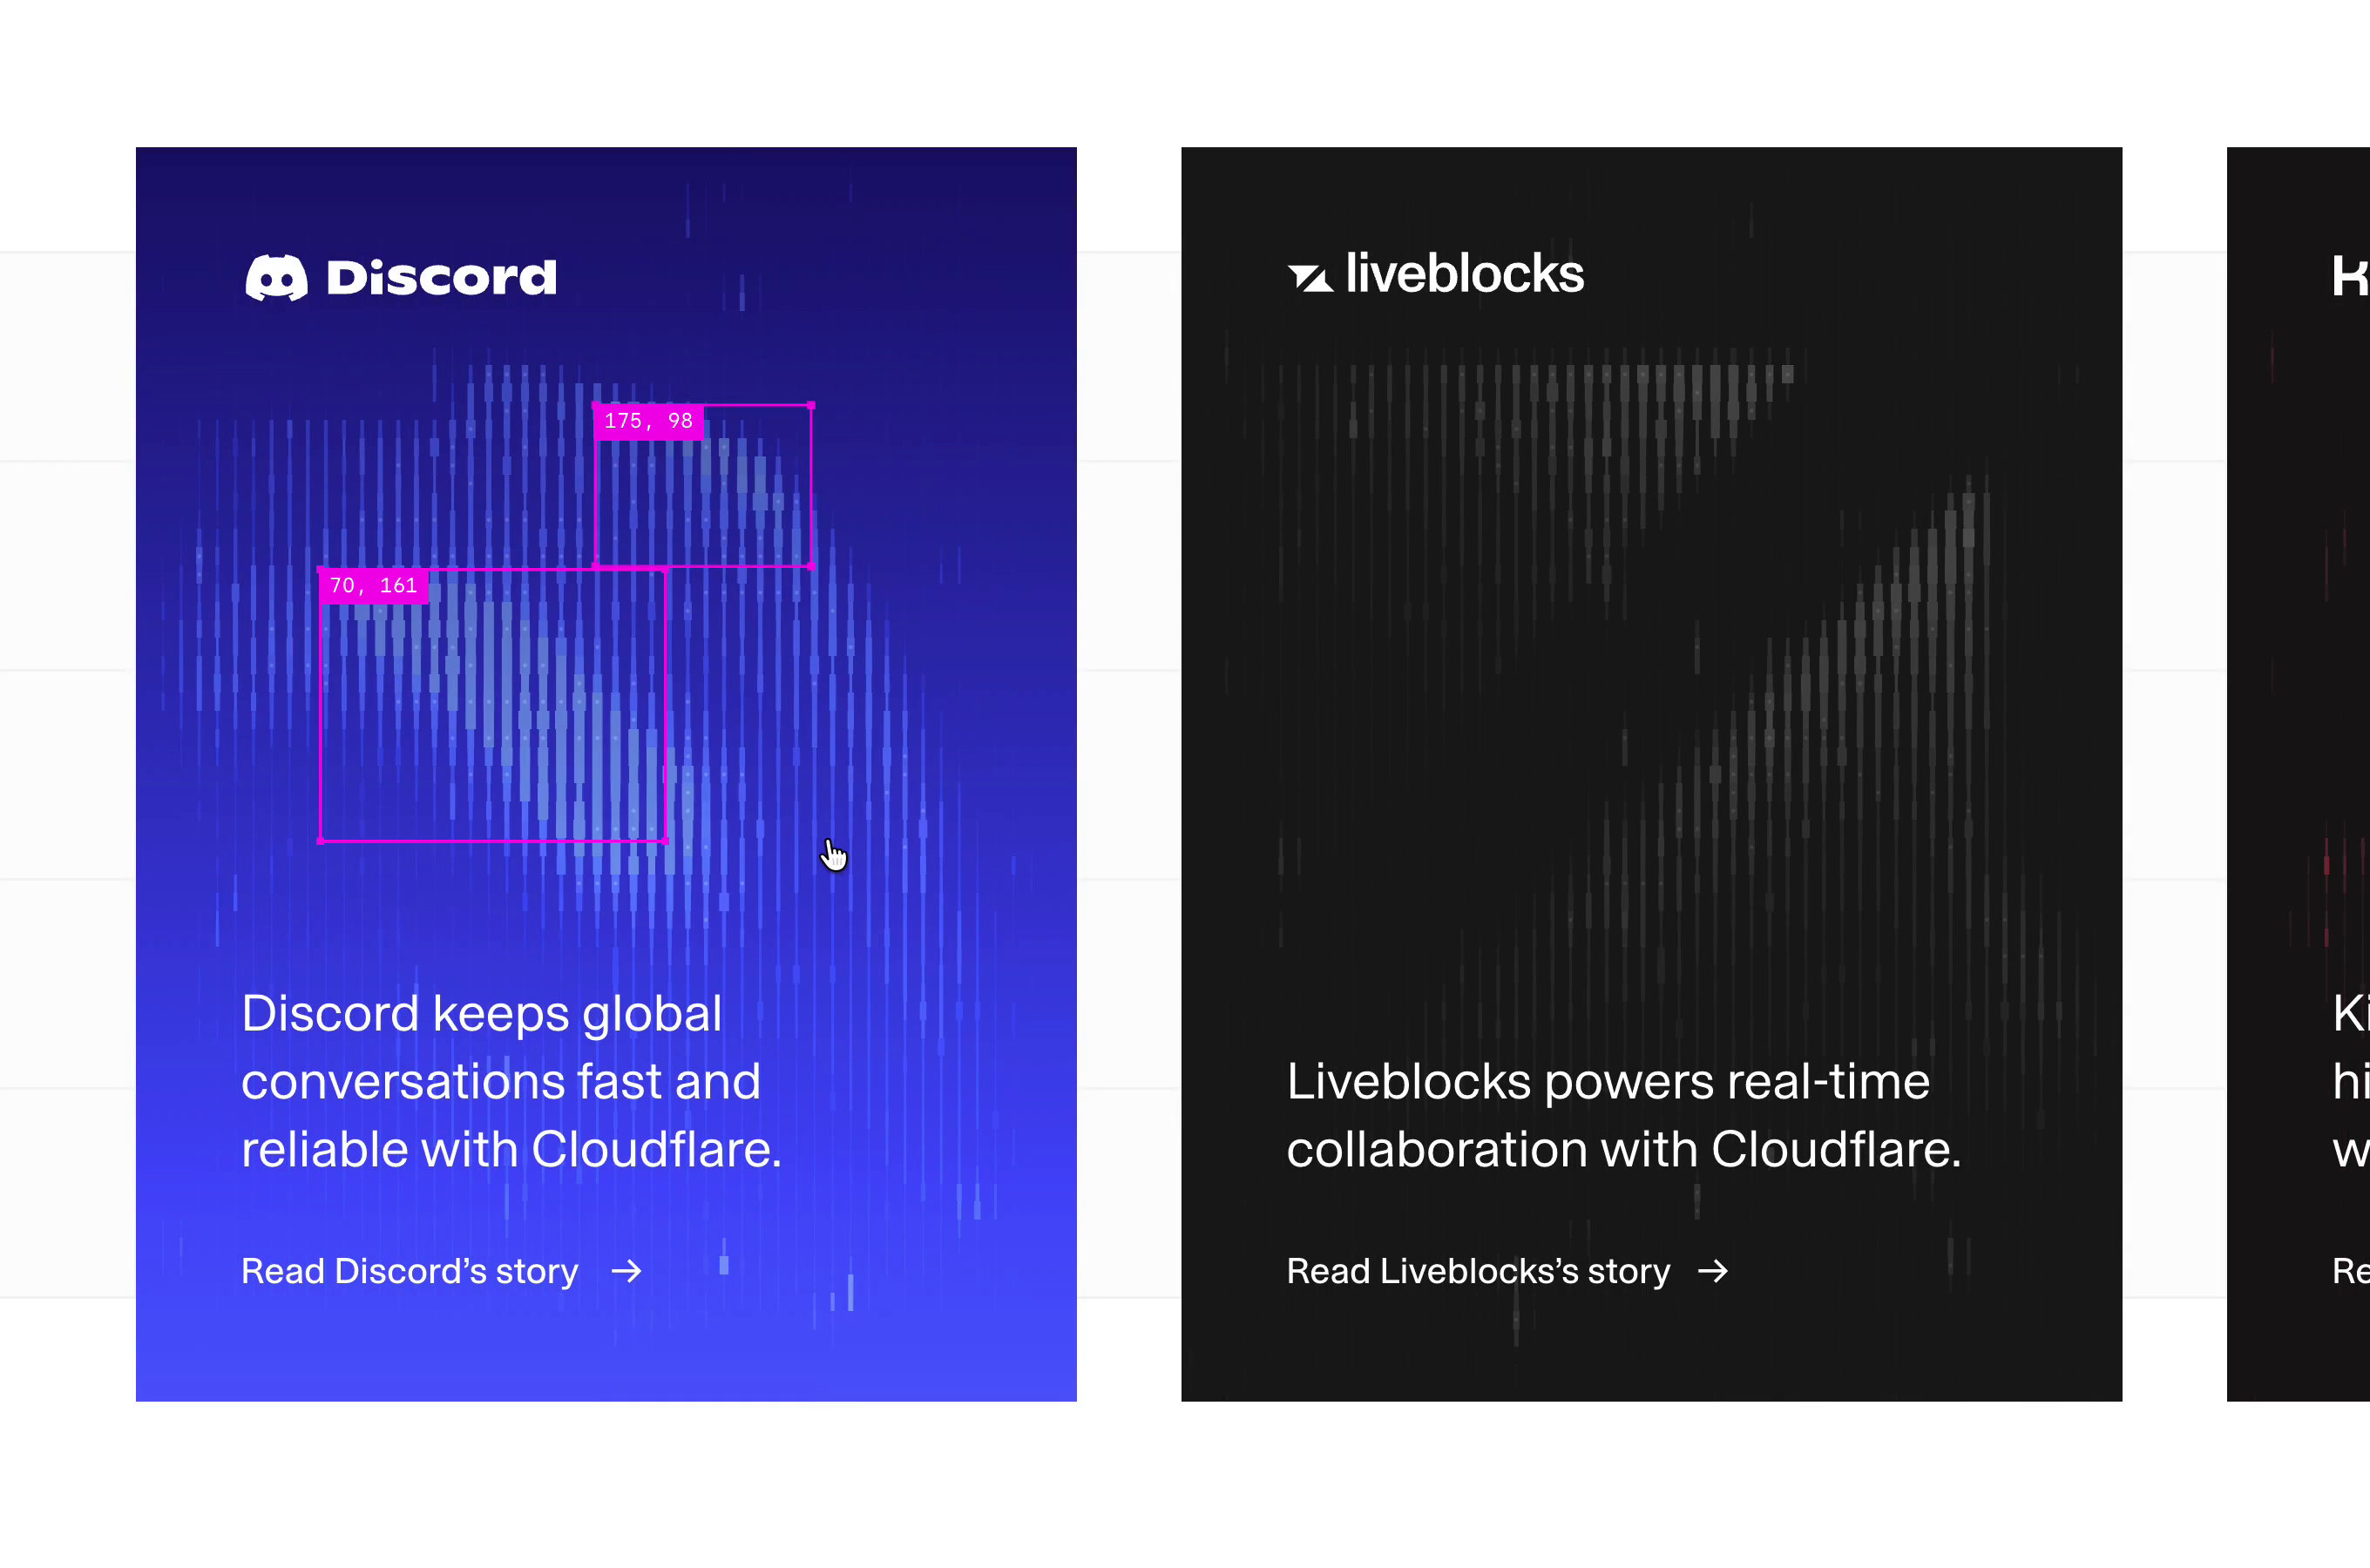 Discord
175, 98
70, 161
Discord keeps global
conversations fast and
reliable with Cloudflare.
Read Discord’s story →
liveblocks
Liveblocks powers real-time
collaboration with Cloudflare.
Read Liveblocks’s story →